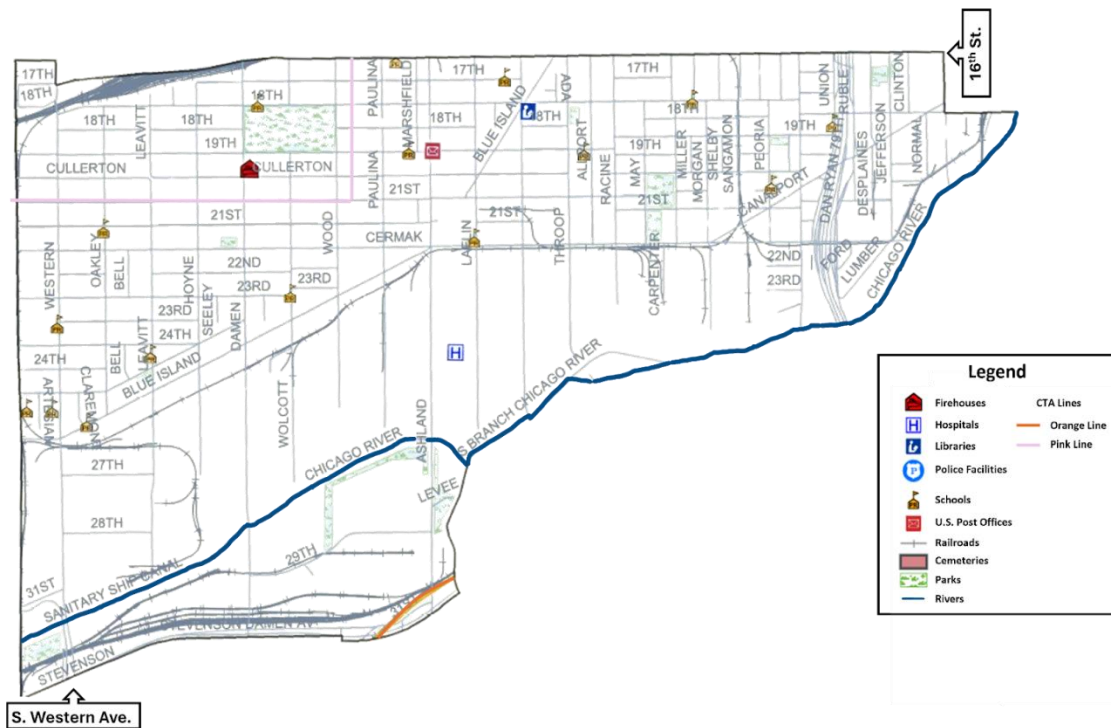 16th St.
17TH
18TH
18TH
LEAVITT
18TH
18TH
19TH
CULLERTON
CULLERTON
PAULINA
MARSHFIELD
17TH
18TH
BLUE ISLAND
ADA
18TH
17TH
18TH
UNION
RUBLE
CLINTON
19TH
PAULINA
21ST
ALLPORT
RACINE
MAY
19TH
MILLER
MORGAN
SHELBY
SANGAMON
21ST
PEORIA
CANALPORT
DAN RYAN 79TH
DESPLAINES
JEFFERSON
NORMAL
21ST
WOOD
CERMAK
21ST
LAFLIN
THROOP
CARPENTER
22ND
23RD
FORD
LUMBER
CHICAGO RIVER
WESTERN
OAKLEY
BELL
HOYNE
22ND
23RD
23RD
23RD
SEELEY
DAMEN
24TH
24TH
BELL
LEAVITT
BLUE ISLAND
ARTESIAN
CLAREMONT
WOLCOTT
CHICAGO RIVER
ASHLAND
S BRANCH CHICAGO RIVER
27TH
28TH
LEVEE
29TH
31ST
SANITARY SHIP CANAL
STEVENSON DAMEN AV
31ST
STEVENSON
S. Western Ave.
Legend
Firehouses
Hospitals
Libraries
Police Facilities
Schools
U.S. Post Offices
Railroads
Cemeteries
Parks
Rivers
CTA Lines
Orange Line
Pink Line